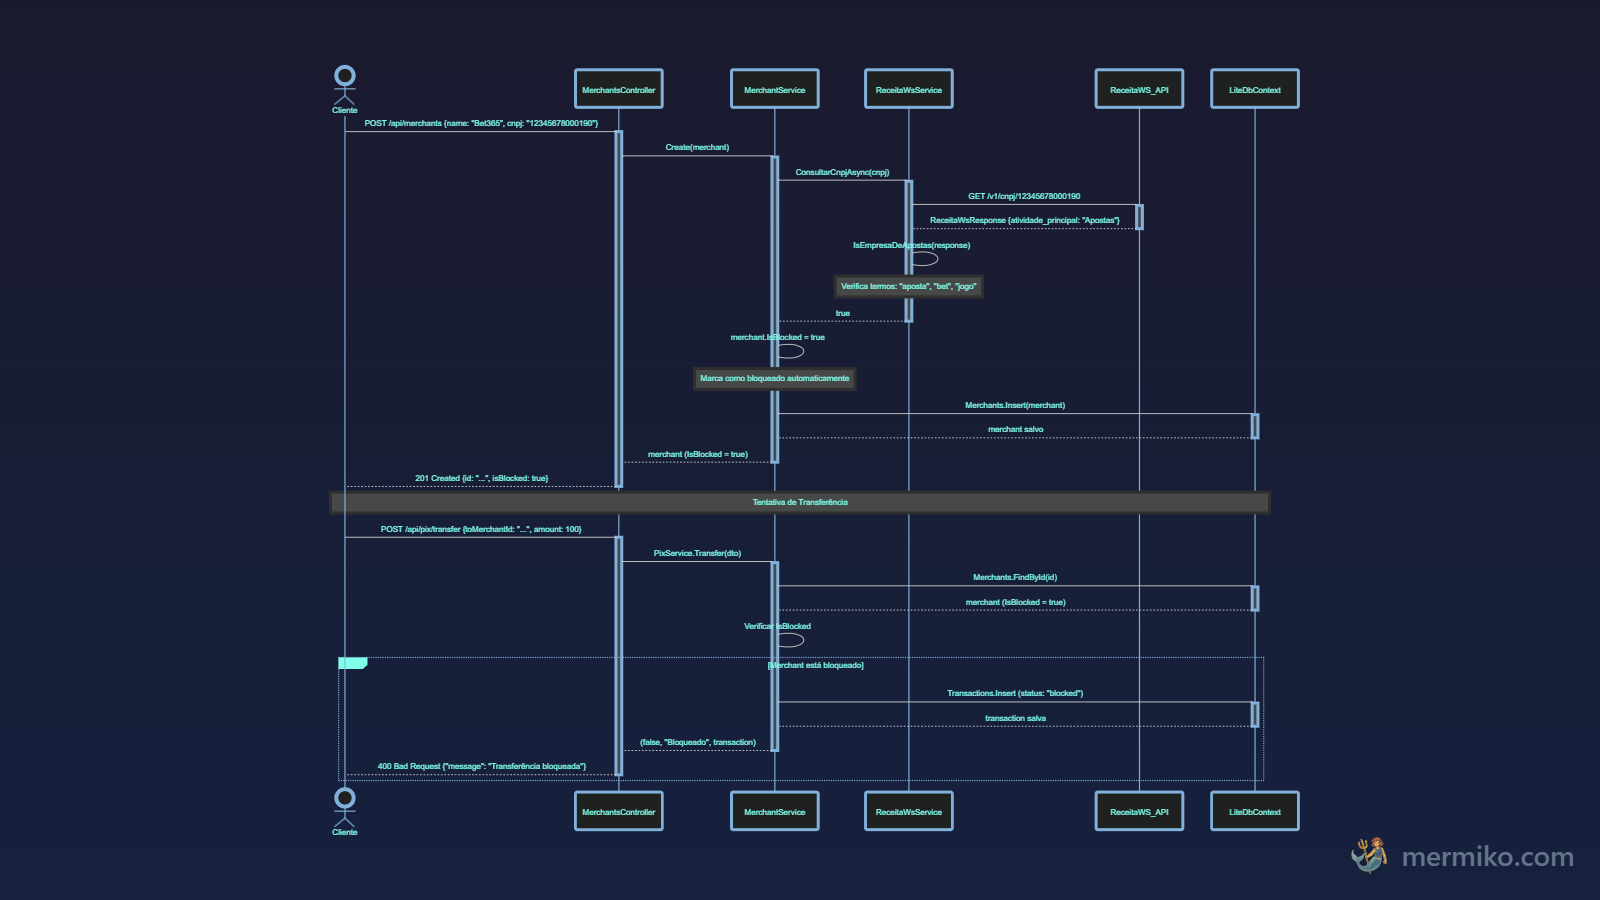 Cliente
MerchantsController
MerchantService
ReceitaWsService
ReceitaWS_API
LiteDbContext
POST /api/merchants {name: "Bet365", cnpj: "12345678000190"}
Create(merchant)
ConsultarCnpjAsync(cnpj)
GET /v1/cnpj/12345678000190
ReceitaWsResponse {atividade_principal: "Apostas"}
IsEmpresaDeApostas(response)
Verifica termos: "aposta", "bet", "jogo"
true
merchant.IsBlocked = true
Marca como bloqueado automaticamente
Merchants.Insert(merchant)
merchant salvo
merchant (IsBlocked = true)
201 Created {id: "...", isBlocked: true}
Tentativa de Transferência
POST /api/pix/transfer {toMerchantId: "...", amount: 100}
PixService.Transfer(dto)
Merchants.FindById(id)
merchant (IsBlocked = true)
Verificar IsBlocked
[Merchant está bloqueado]
Transactions.Insert (status: "blocked")
transaction salva
(false, "Bloqueado", transaction)
400 Bad Request {"message": "Transferência bloqueada"}
Cliente
MerchantsController
MerchantService
ReceitaWsService
ReceitaWS_API
LiteDbContext
mermiko.com